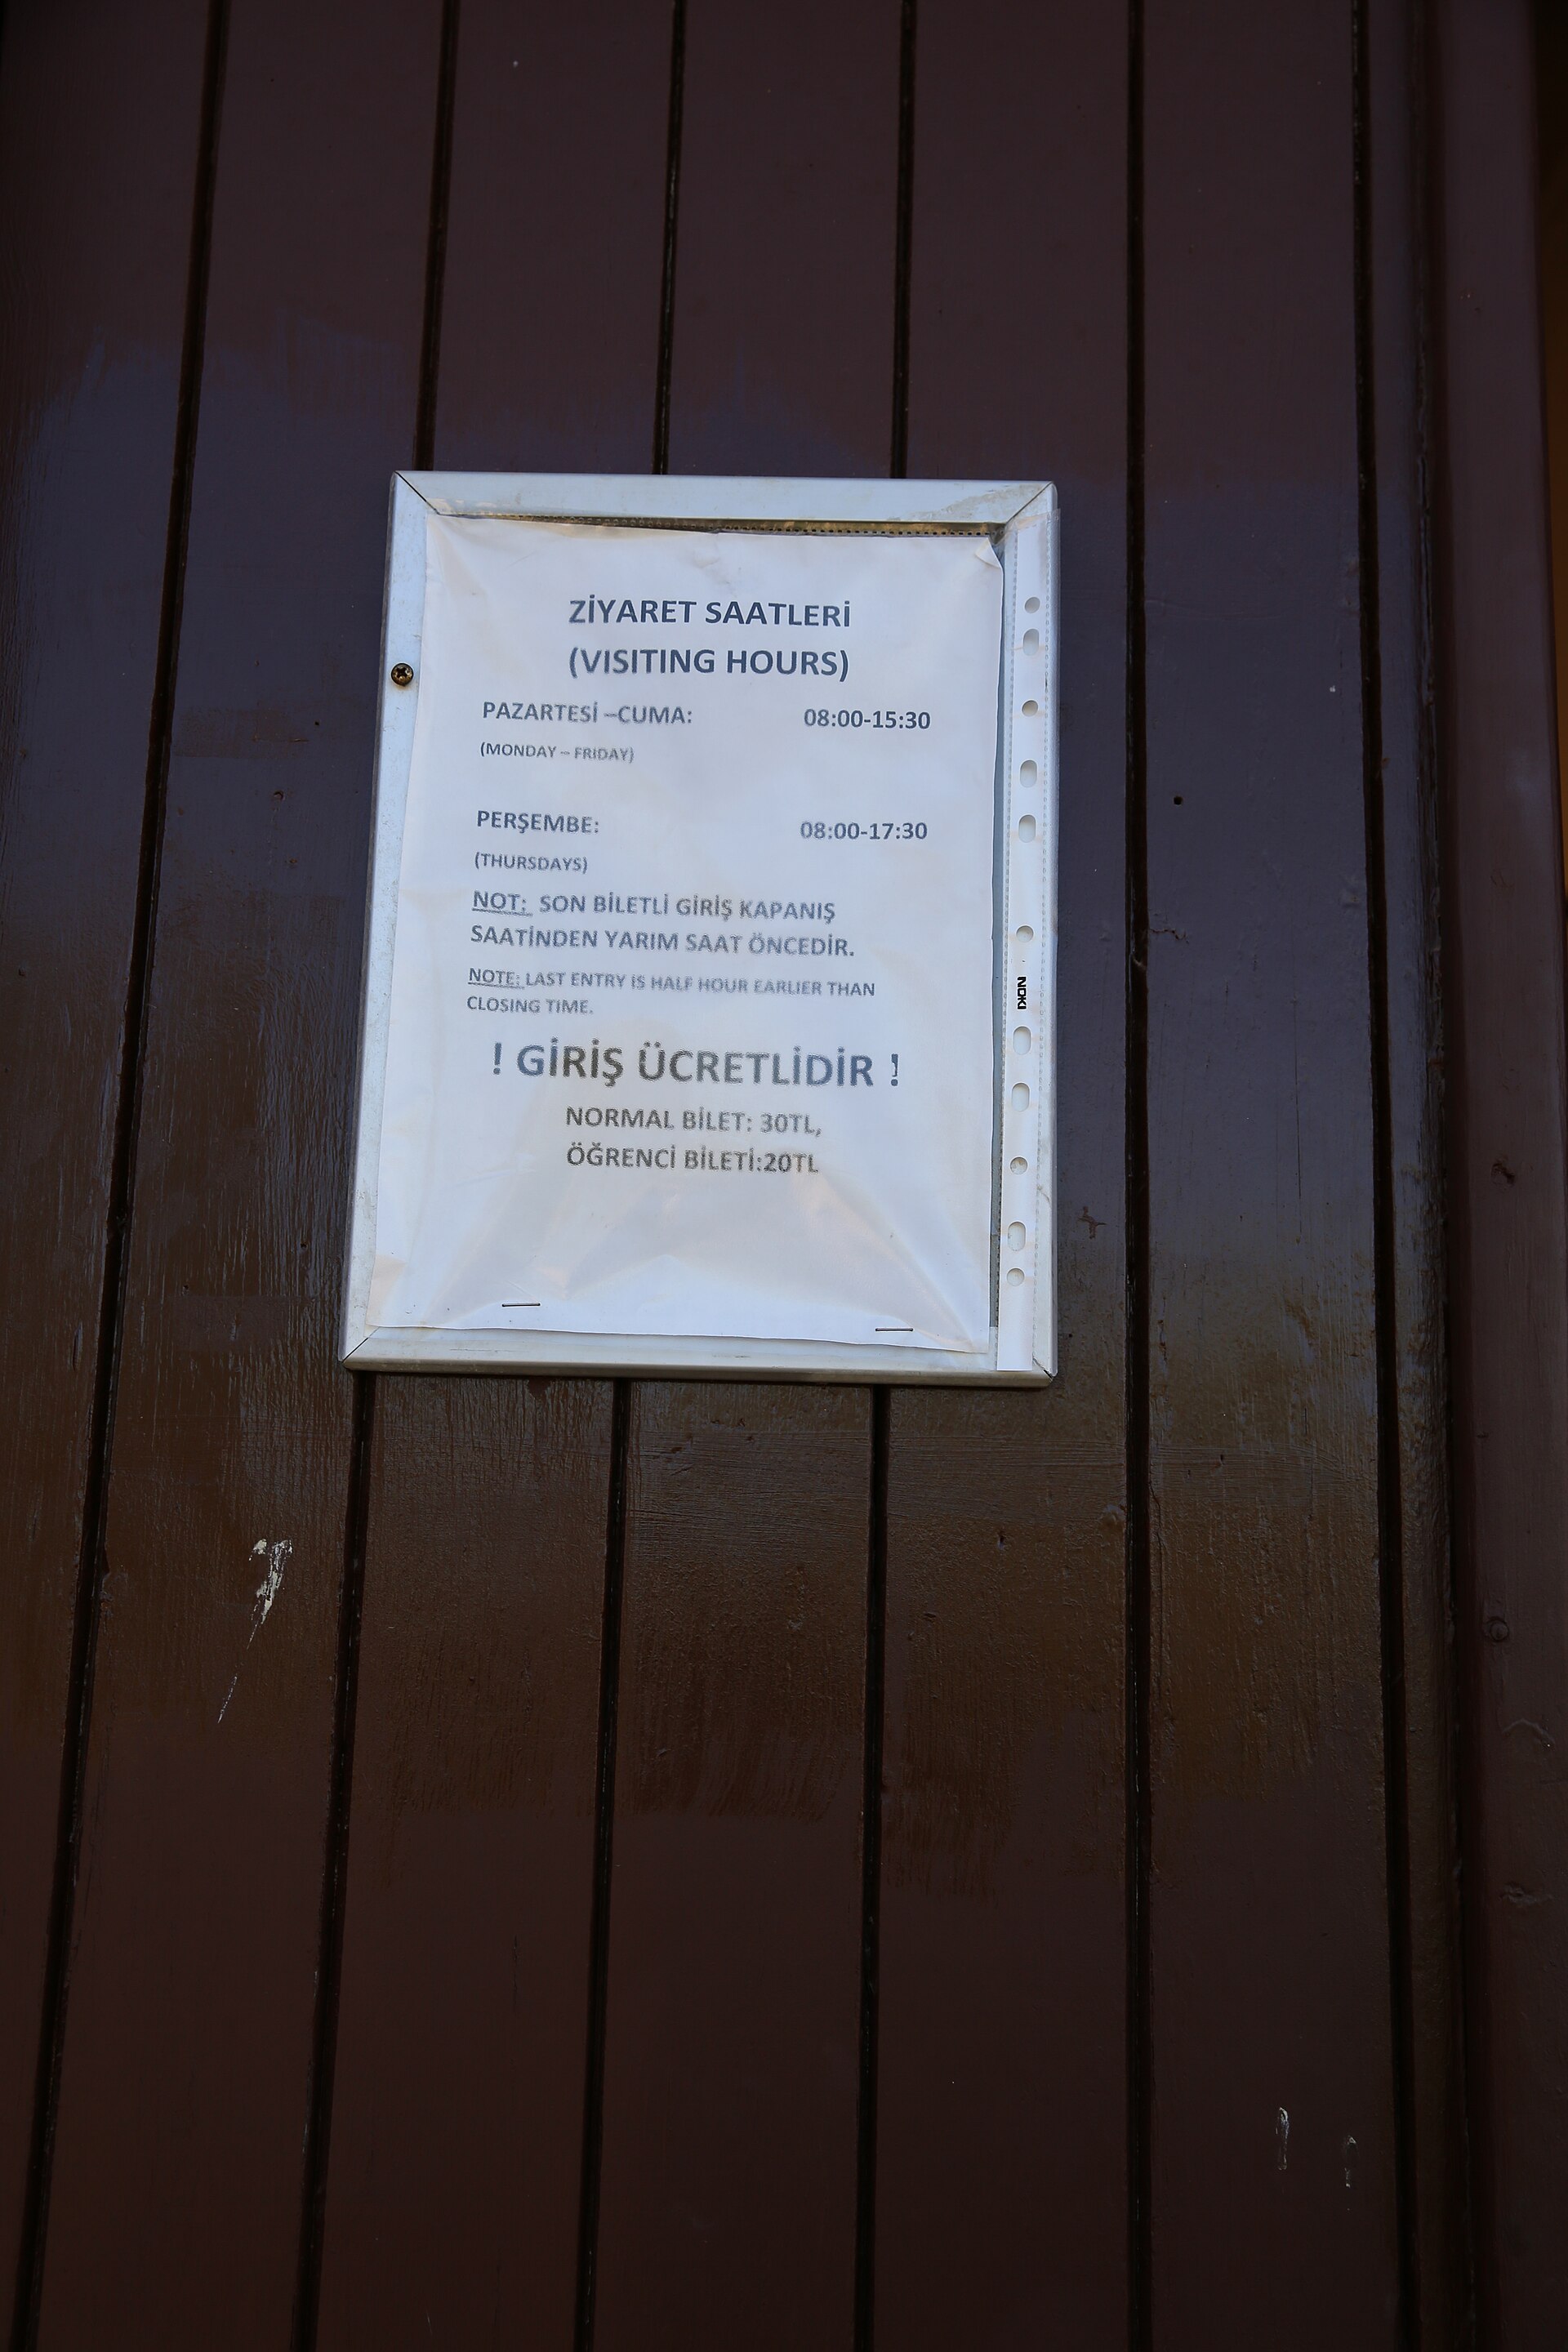 ZİYARET SAATLERİ
(VISITING HOURS)
PAZARTESİ –CUMA: 08:00-15:30
(MONDAY – FRIDAY)
PERŞEMBE: 08:00-17:30
(THURSDAYS)
NOT: SON BİLETLİ GİRİŞ KAPANIŞ
SAATİNDEN YARIM SAAT ÖNCEDİR.
NOTE: LAST ENTRY IS HALF HOUR EARLIER THAN
CLOSING TIME.
! GİRİŞ ÜCRETLİDİR !
NORMAL BİLET: 30TL,
ÖĞRENCİ BİLETİ:20TL